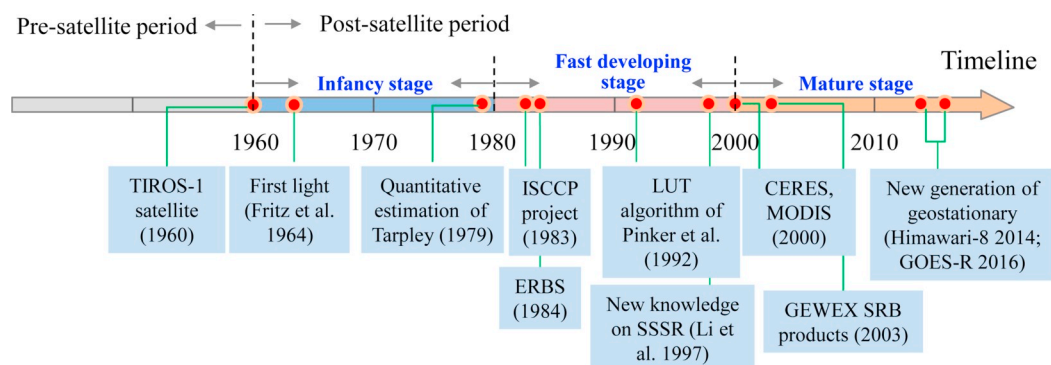 Pre-satellite period
Post-satellite period
Timeline
Infancy stage
Fast developing
stage
Mature stage
1960
1970
1980
1990
2000
2010
TIROS-1
satellite
(1960)
First light
(Fritz et al.
1964)
Quantitative
estimation of
Tarpley (1979)
ISCCP
project
(1983)
ERBS
(1984)
LUT
algorithm of
Pinker et al.
(1992)
New knowledge
on SSSR (Li et
al. 1997)
CERES,
MODIS
(2000)
GEWEX SRB
products (2003)
New generation of
geostationary
(Himawari-8 2014;
GOES-R 2016)